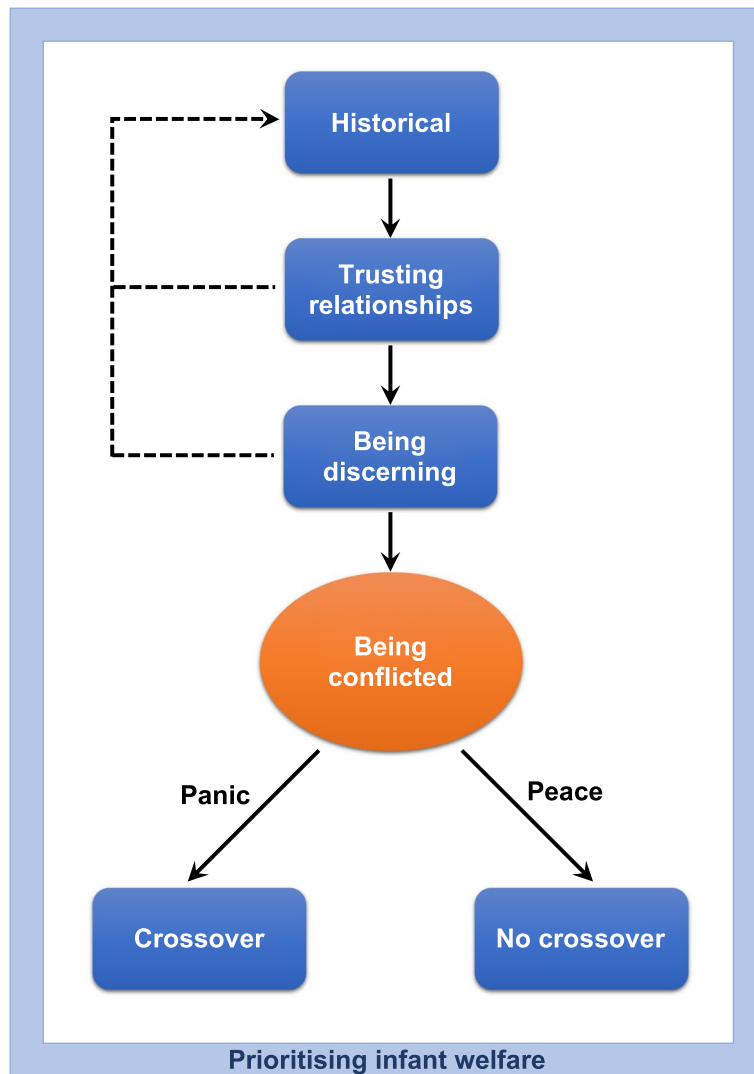 Historical
Trusting
relationships
Being
discerning
Being
conflicted
Panic
Peace
Crossover
No crossover
Prioritising infant welfare